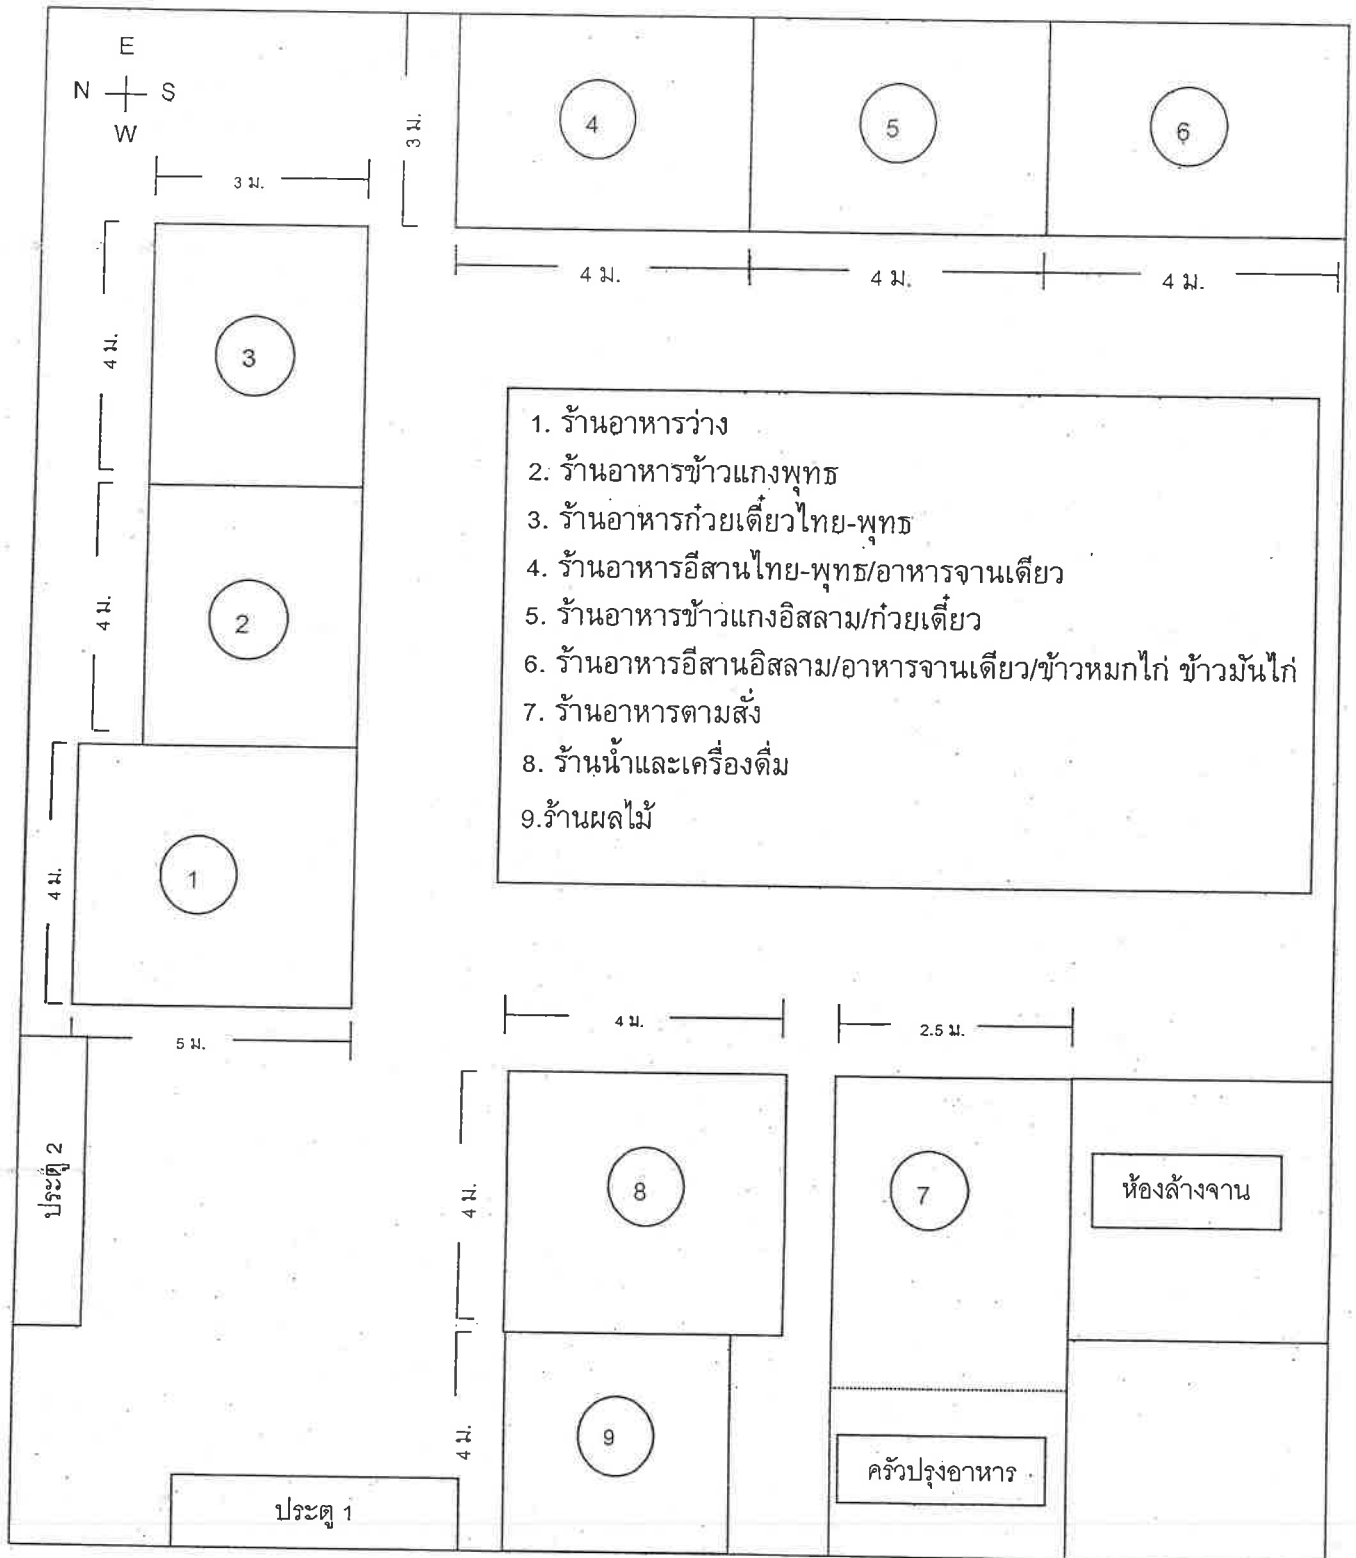 E
N S
W
3 ม.
3 ม.
4
5
6
4 ม.
4 ม.
4 ม.
4 ม.
3
1. ร้านอาหารว่าง
2. ร้านอาหารข้าวแกงพุทธ
3. ร้านอาหารก๋วยเตี๋ยวไทย-พุทธ
4. ร้านอาหารอีสานไทย-พุทธ/อาหารจานเดียว
5. ร้านอาหารข้าวแกงอิสลาม/ก๋วยเตี๋ยว
6. ร้านอาหารอีสานอิสลาม/อาหารจานเดียว/ข้าวหมกไก่ ข้าวมันไก่
7. ร้านอาหารตามสั่ง
8. ร้านน้ำและเครื่องดื่ม
9.ร้านผลไม้
4 ม.
2
4 ม.
1
5 ม.
4 ม.
2.5 ม.
ประตู 2
4 ม.
8
7
ห้องล้างจาน
4 ม.
9
ครัวปรุงอาหาร
ประตู 1